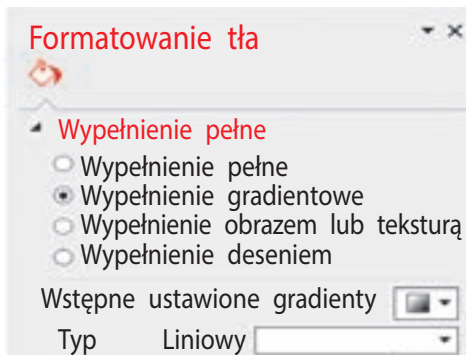 Formatowanie tła
Wypełnienie pełne
Wypełnienie pełne
Wypełnienie gradientowe
Wypełnienie obrazem lub teksturą
Wypełnienie deseniem
Wstępne ustawione gradienty
Typ Liniowy